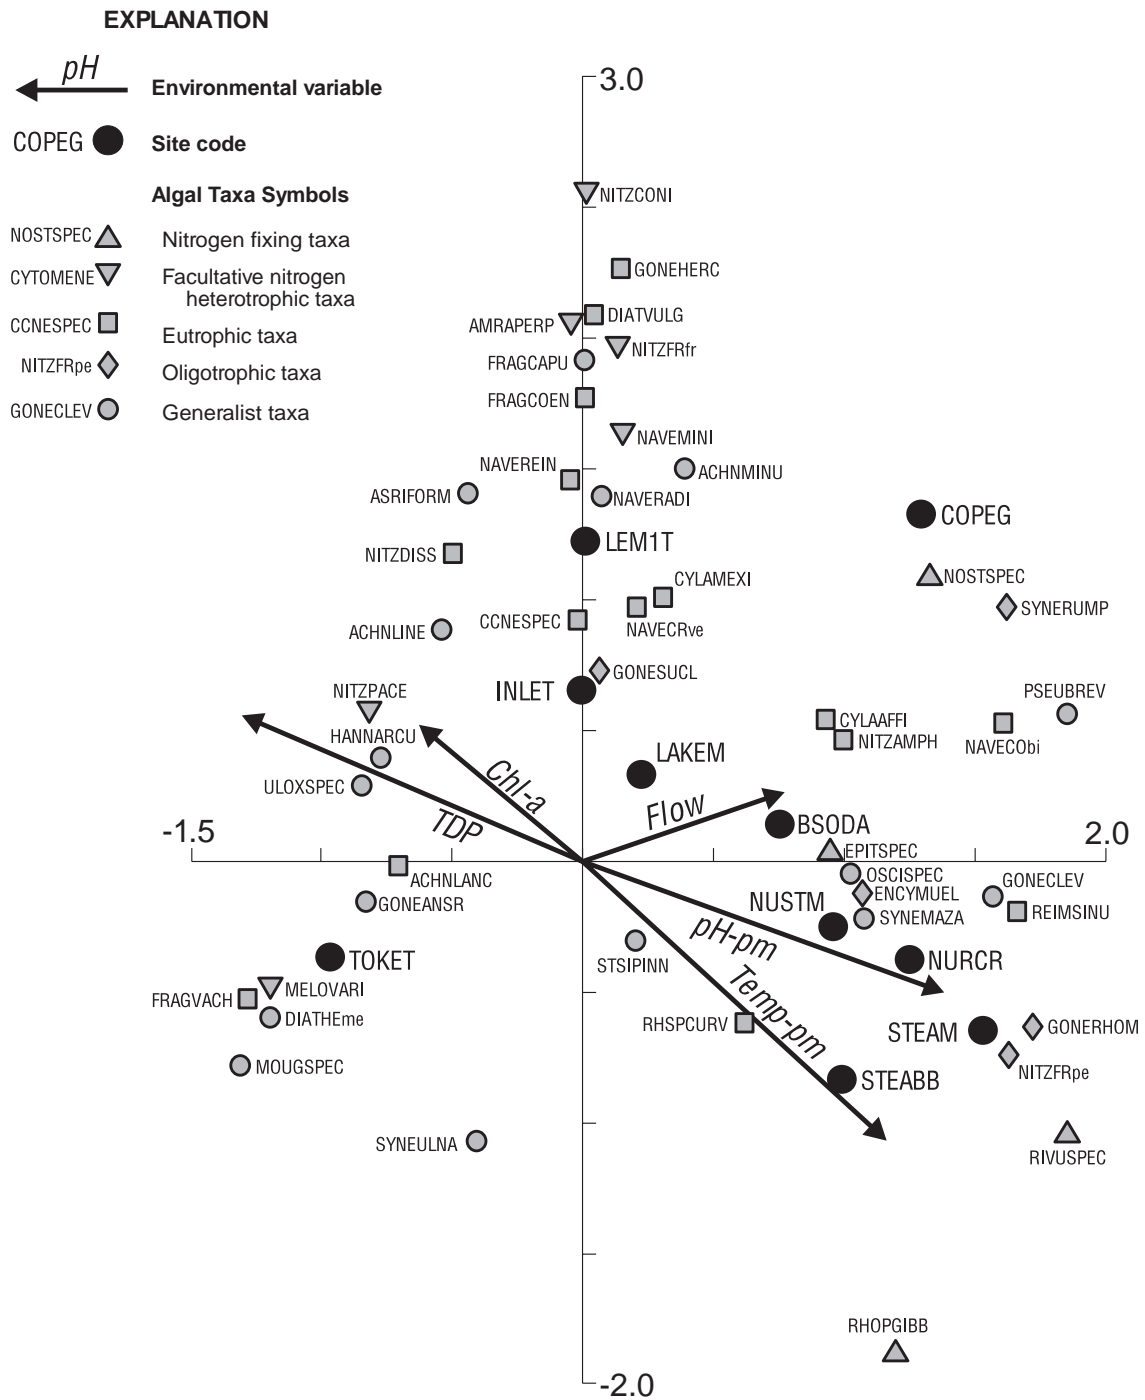 EXPLANATION
pH
Environmental variable
3.0
COPEG
Site code
Algal Taxa Symbols
NITZCONI
NOSTSPEC
Nitrogen fixing taxa
CYTOMENE
Facultative nitrogen
heterotrophic taxa
GONEHERC
CCNESPEC
Eutrophic taxa
AMRAPERP
DIATVULG
NITZFRfr
NITZFRpe
Oligotrophic taxa
FRAGCAPU
GONECLEV
Generalist taxa
FRAGCOEN
NAVEMINI
NAVEREIN
ACHNMINU
ASRIFORM
NAVERADI
COPEG
LEM1T
NITZDISS
CYLAMEXI
NOSTSPEC
SYNERUMP
CCNESPEC
NAVECRve
ACHNLINE
GONESUCL
INLET
NITZPACE
PSEUBREV
HANNARCU
CYLAAFFI
NITZAMPH
NAVECObi
LAKEM
ULOXSPEC
Chl-a
TDP
Flow
-1.5
BSODA
2.0
EPITSPEC
ACHNLANC
OSCISPEC
GONECLEV
GONEANSR
ENCYMUEL
NUSTM
SYNEMAZA
REIMSINU
pH-pm
TOKET
STSIPINN
NURCR
MELOVARI
FRAGVACH
DIATHEme
Temp-pm
RHSPCURV
STEAM
GONERHOM
MOUGSPEC
STEABB
NITZFRpe
SYNEULNA
RIVUSPEC
RHOPGIBB
-2.0